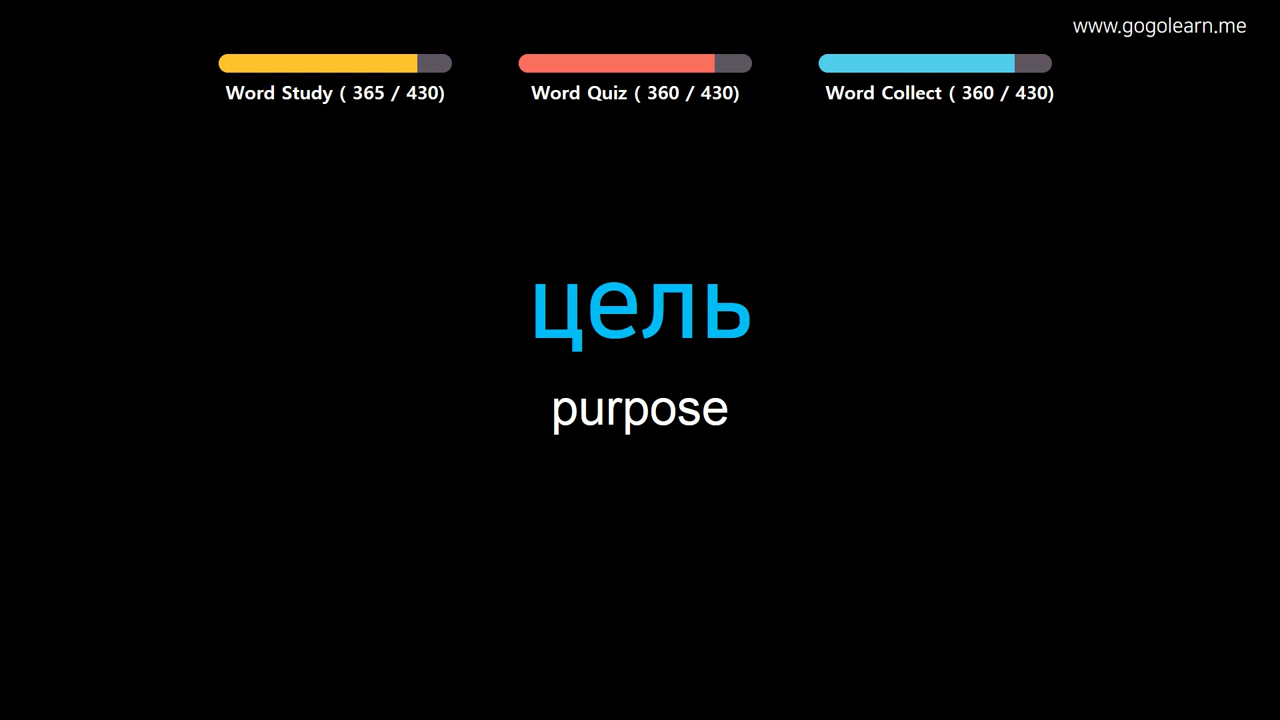 www.gogolearn.me
Word Study ( 365 / 430)
Word Quiz ( 360 / 430)
Word Collect ( 360 / 430)
цель
purpose